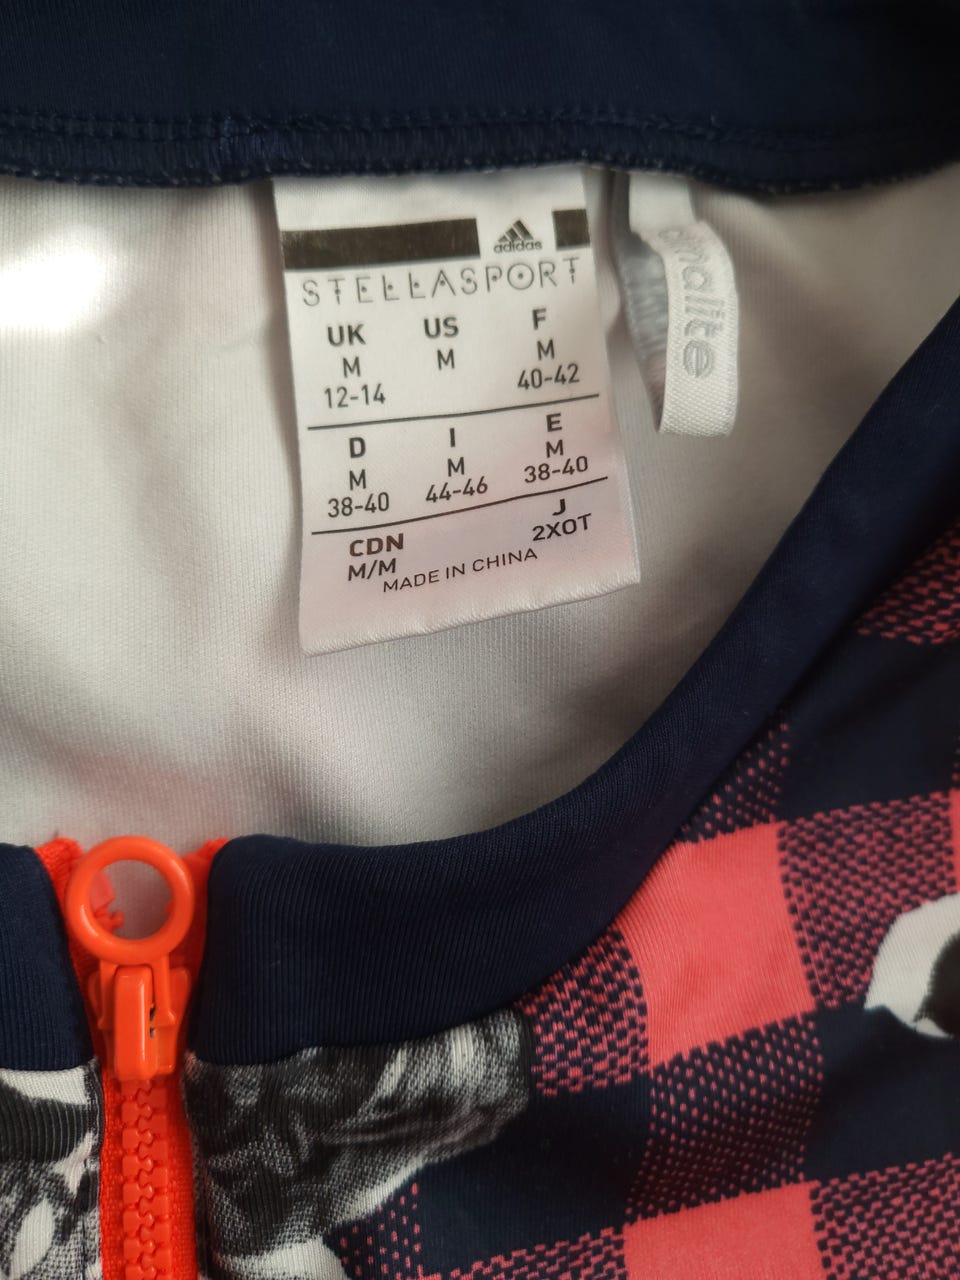 adidas
STELLASPORT
UK US F
M M M
12-14 40-42
D I E
M M M
38-40 44-46 38-40
CDN J
M/M 2XOT
MADE IN CHINA
climalite